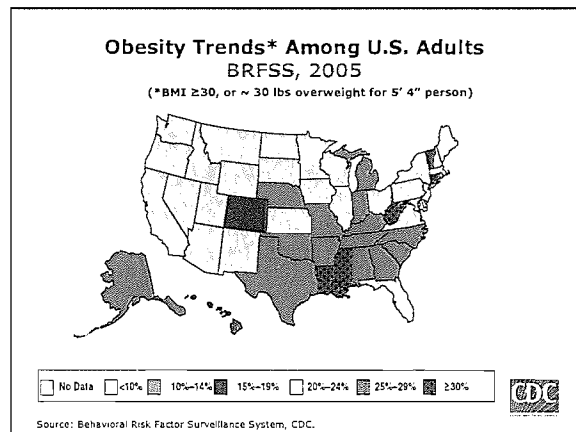 Obesity Trends* Among U.S. Adults
BRFSS, 2005
(*BMI ≥30, or ~ 30 lbs overweight for 5' 4" person)
No Data <10% 10%–14% 15%–19% 20%–24% 25%–29% ≥30%
CDC
Source: Behavioral Risk Factor Surveillance System, CDC.